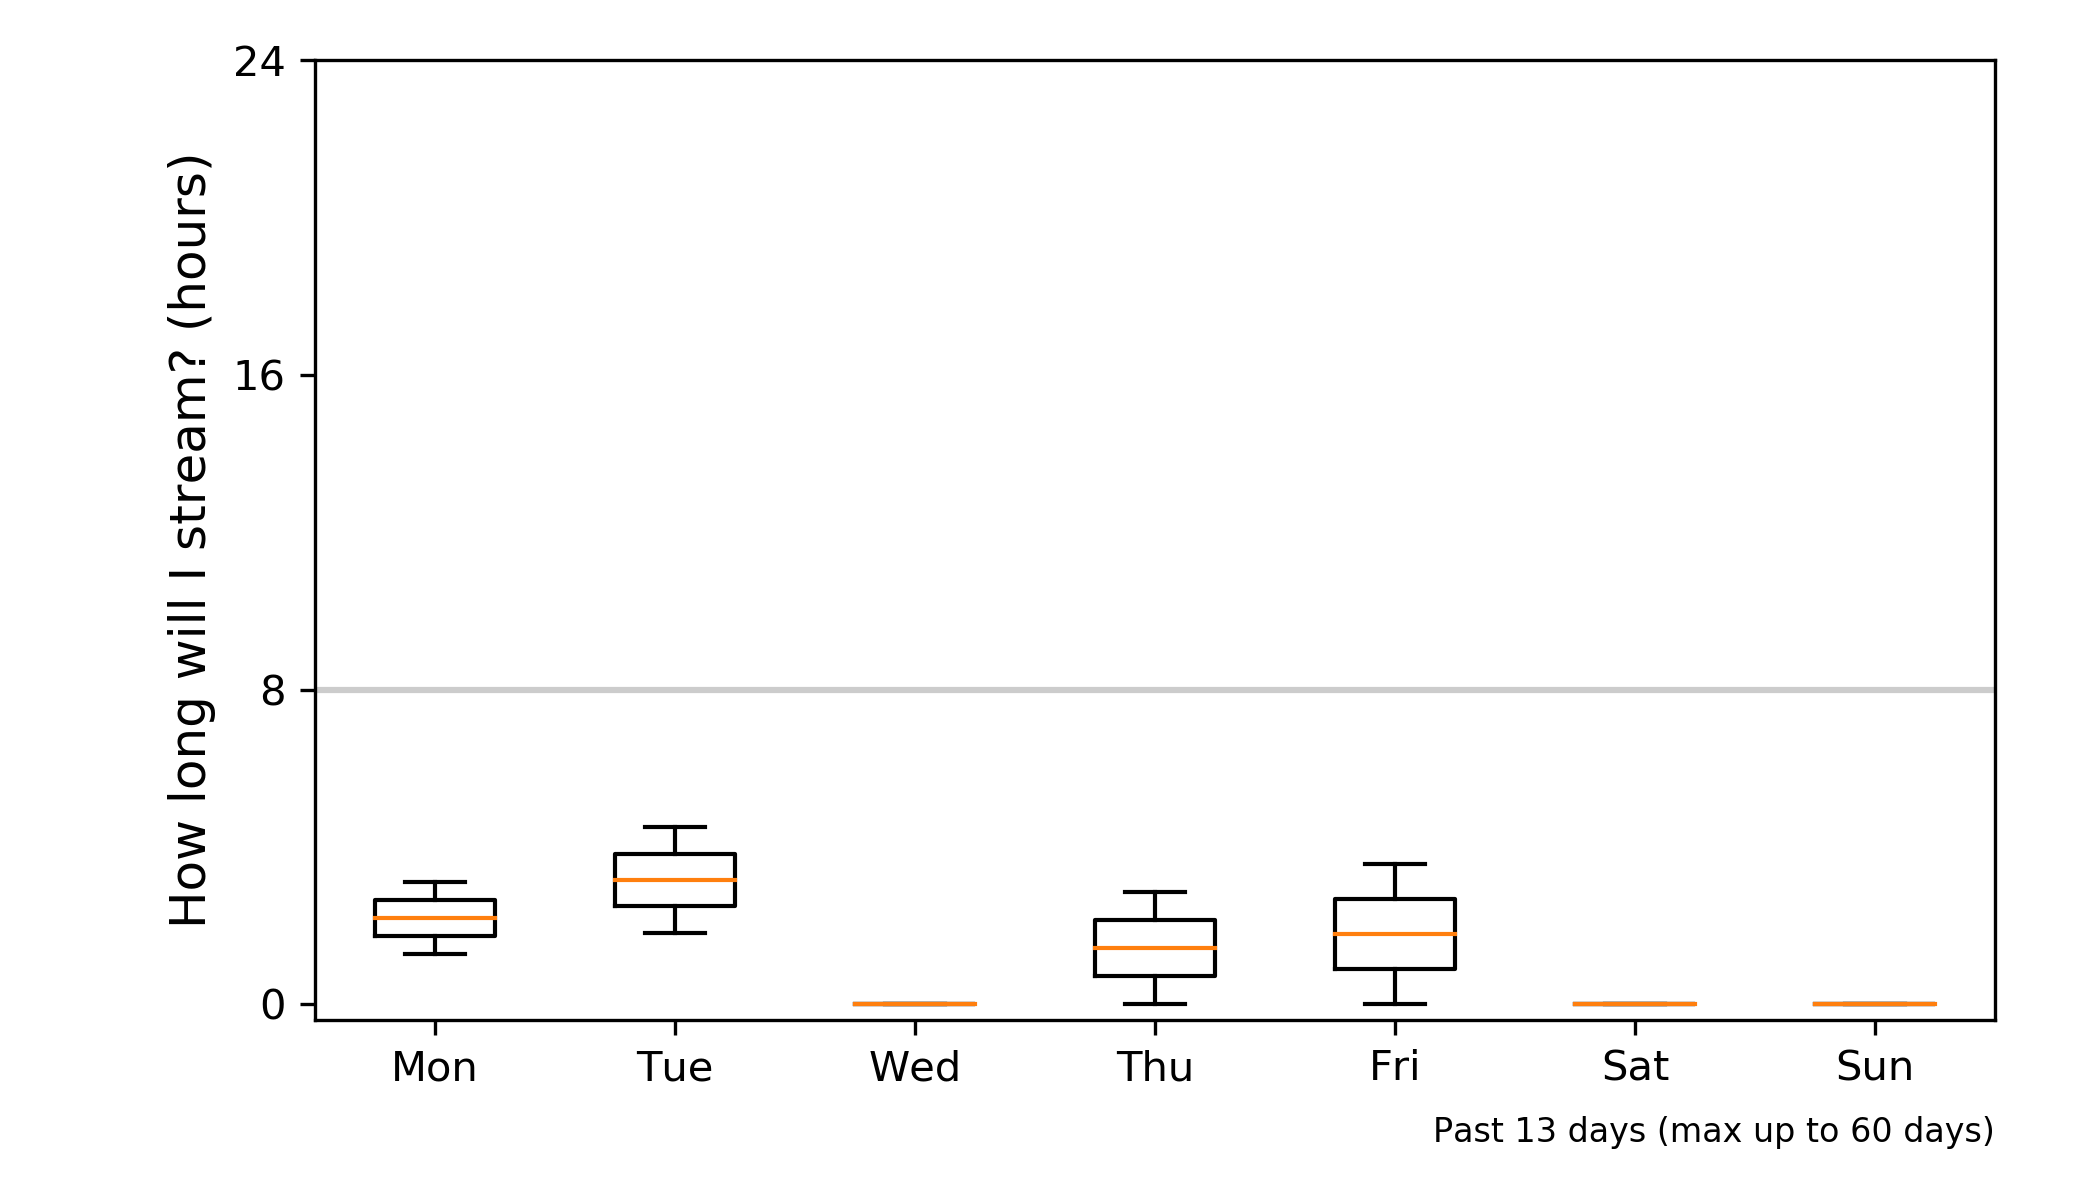 How long will I stream? (hours)
24
16
8
0
Mon Tue Wed Thu Fri Sat Sun
Past 13 days (max up to 60 days)